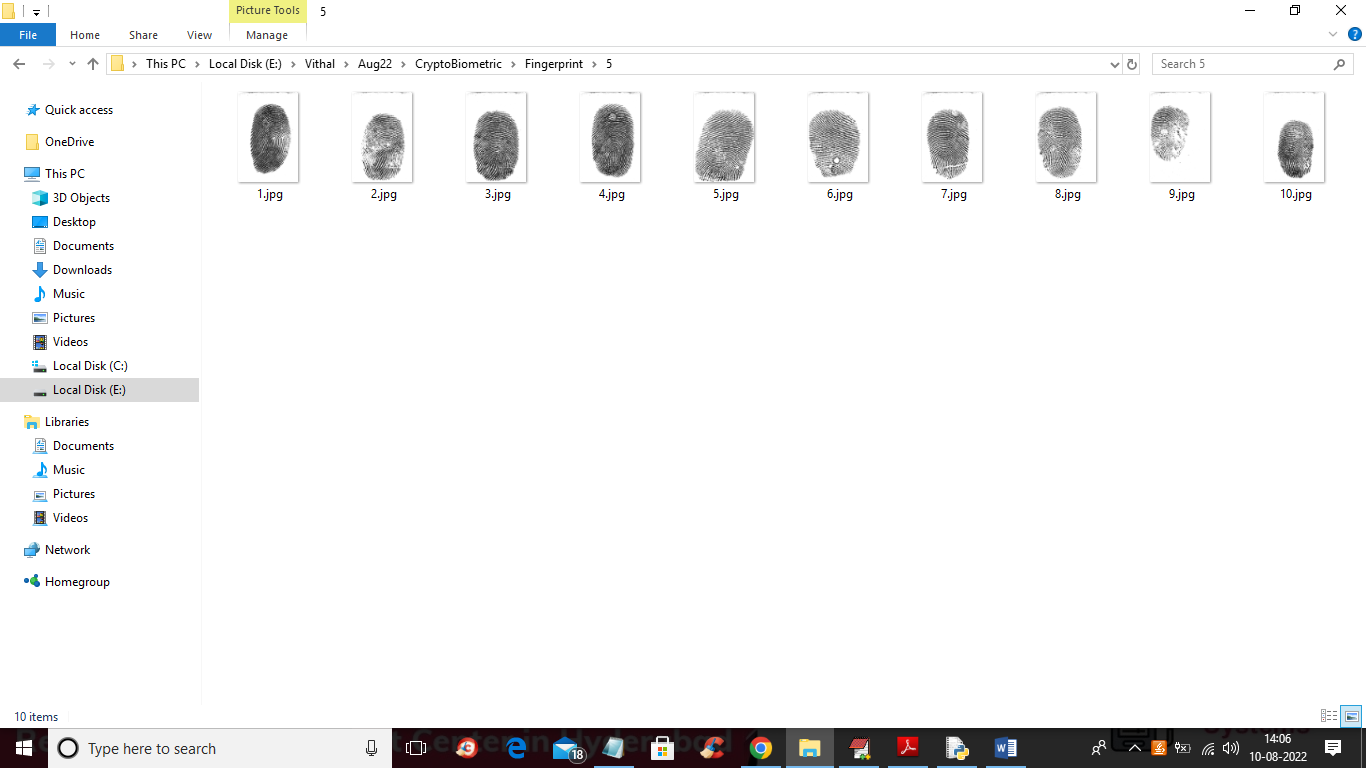 Picture Tools
5
File
Home
Share
View
Manage
This PC
Local Disk (E:)
Vithal
Aug22
CryptoBiometric
Fingerprint
5
Search 5
Quick access
OneDrive
This PC
3D Objects
Desktop
Documents
Downloads
Music
Pictures
Videos
Local Disk (C:)
Local Disk (E:)
Libraries
Documents
Music
Pictures
Videos
Network
Homegroup
1.jpg
2.jpg
3.jpg
4.jpg
5.jpg
6.jpg
7.jpg
8.jpg
9.jpg
10.jpg
10 items
Type here to search
18
14:06
10-08-2022